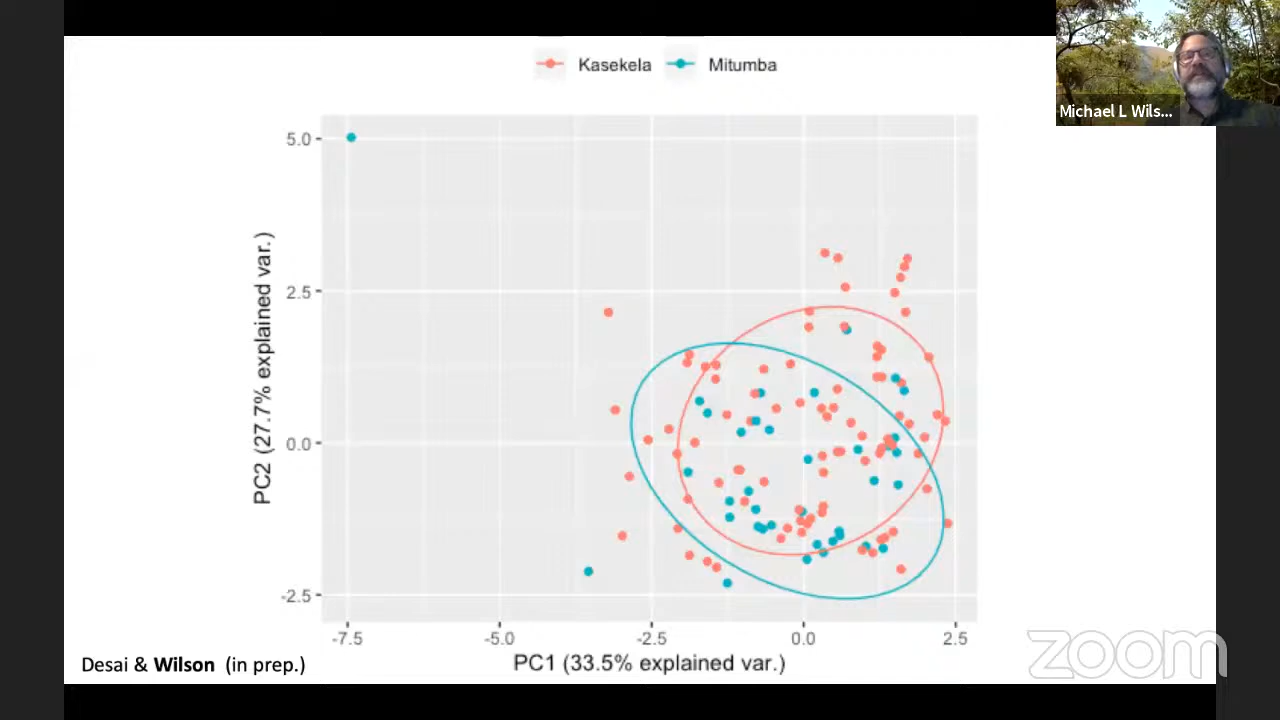 Kasekela Mitumba
Michael L Wils...
5.0
2.5
0.0
-2.5
PC2 (27.7% explained var.)
-7.5 -5.0 -2.5 0.0 2.5
PC1 (33.5% explained var.)
Desai & Wilson (in prep.)
zoom